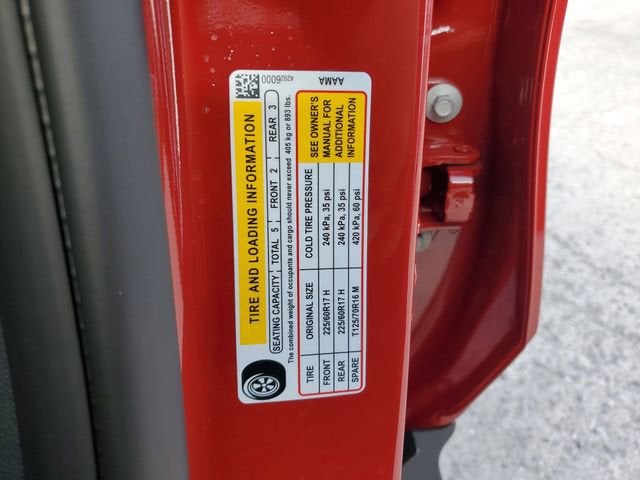 TIRE AND LOADING INFORMATION
SEATING CAPACITY TOTAL 5 FRONT 2 REAR 3
The combined weight of occupants and cargo should never exceed 405 kg or 893 lbs.
TIRE ORIGINAL SIZE COLD TIRE PRESSURE
FRONT 225/60R17 H 240 kPa, 35 psi
REAR 225/60R17 H 240 kPa, 35 psi
SPARE T125/70R16 M 420 kPa, 60 psi
SEE OWNER'S
MANUAL FOR
ADDITIONAL
INFORMATION
42926000
AAMA